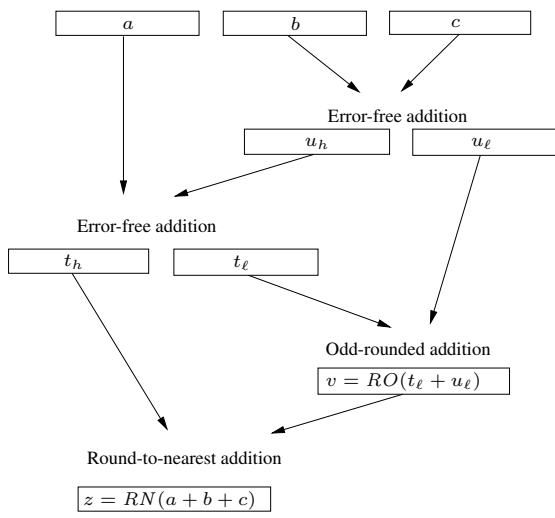 a b c
Error-free addition
u_h u_ℓ
Error-free addition
t_h t_ℓ
Odd-rounded addition
v = RO(t_ℓ + u_ℓ)
Round-to-nearest addition
z = RN(a + b + c)